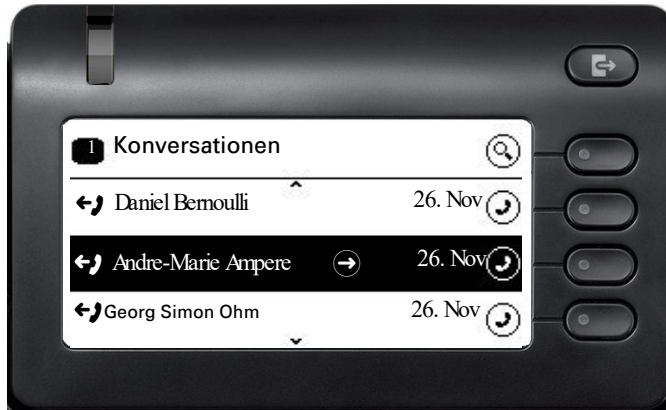 1 Konversationen
Daniel Bernoulli 26. Nov
Andre-Marie Ampere 26. Nov
Georg Simon Ohm 26. Nov